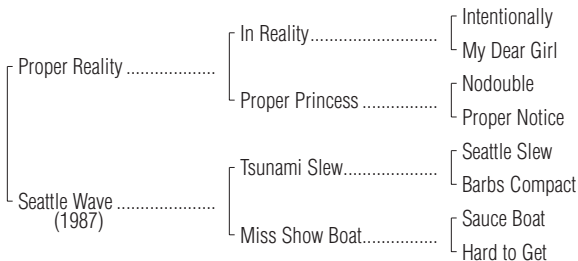 Intentionally
In Reality...........................
My Dear Girl
Proper Reality ...................
Nodouble
Proper Princess ................
Proper Notice
Seattle Slew
Tsunami Slew....................
Barbs Compact
Seattle Wave .....................
(1987)
Sauce Boat
Miss Show Boat................
Hard to Get